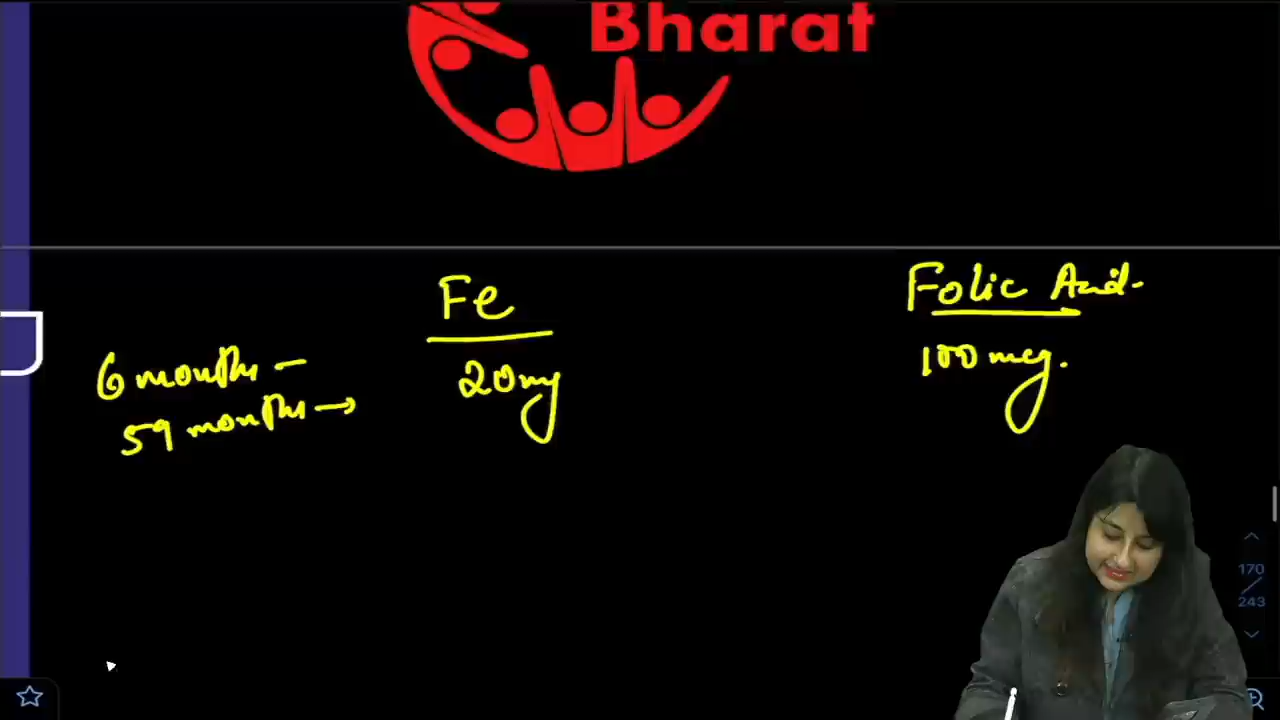 Bharat
Fe
Folic Acid.
6 months –
59 months →
20mg
100 mcg.
170
243